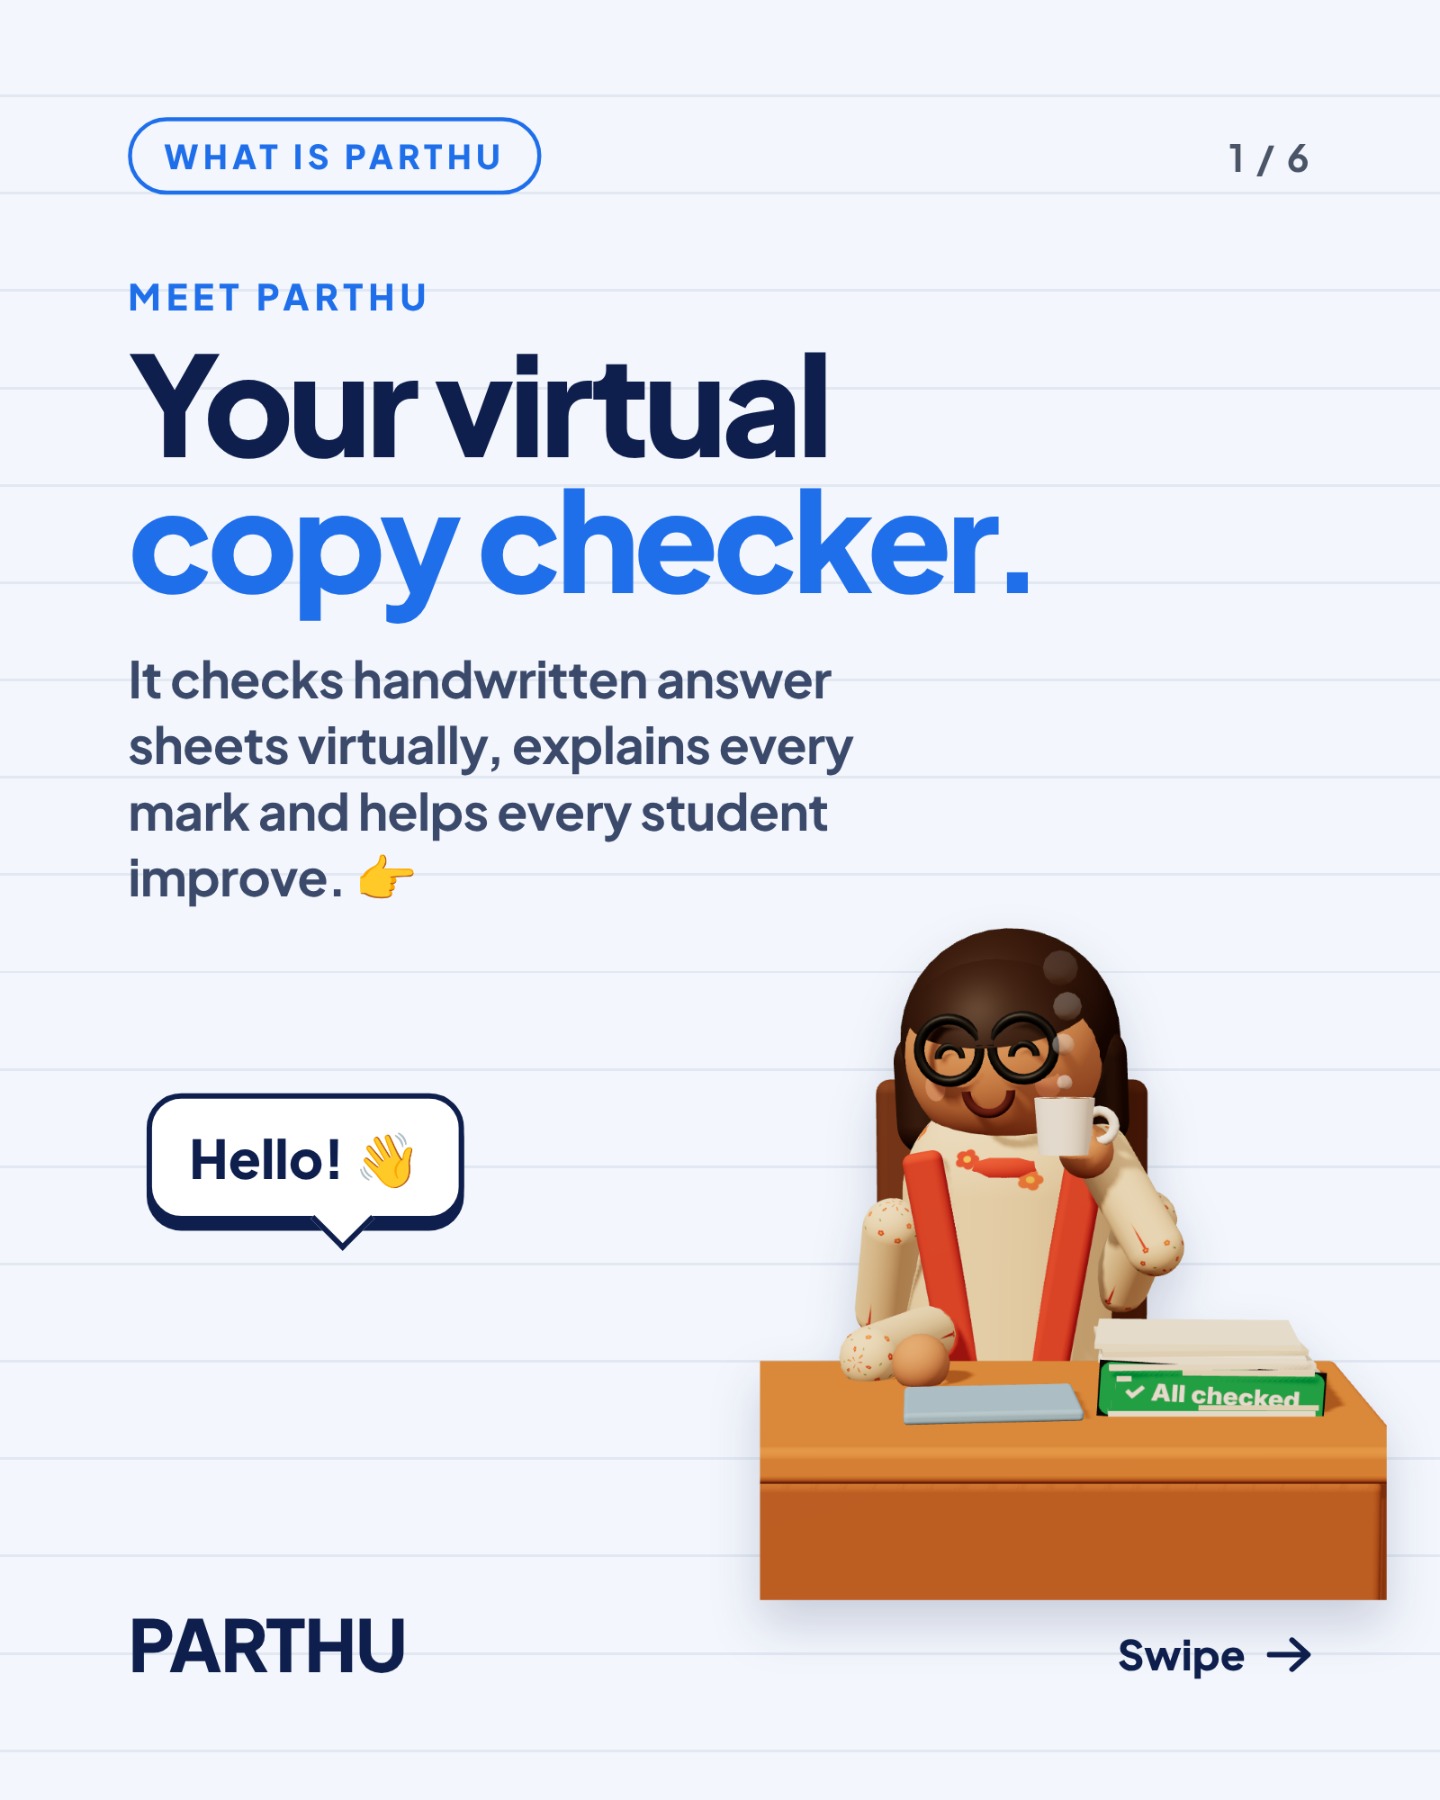 WHAT IS PARTHU
1 / 6
MEET PARTHU
Your virtual
copy checker.
It checks handwritten answer
sheets virtually, explains every
mark and helps every student
improve. 👉
Hello! 👋
✓ All checked
PARTHU
Swipe →